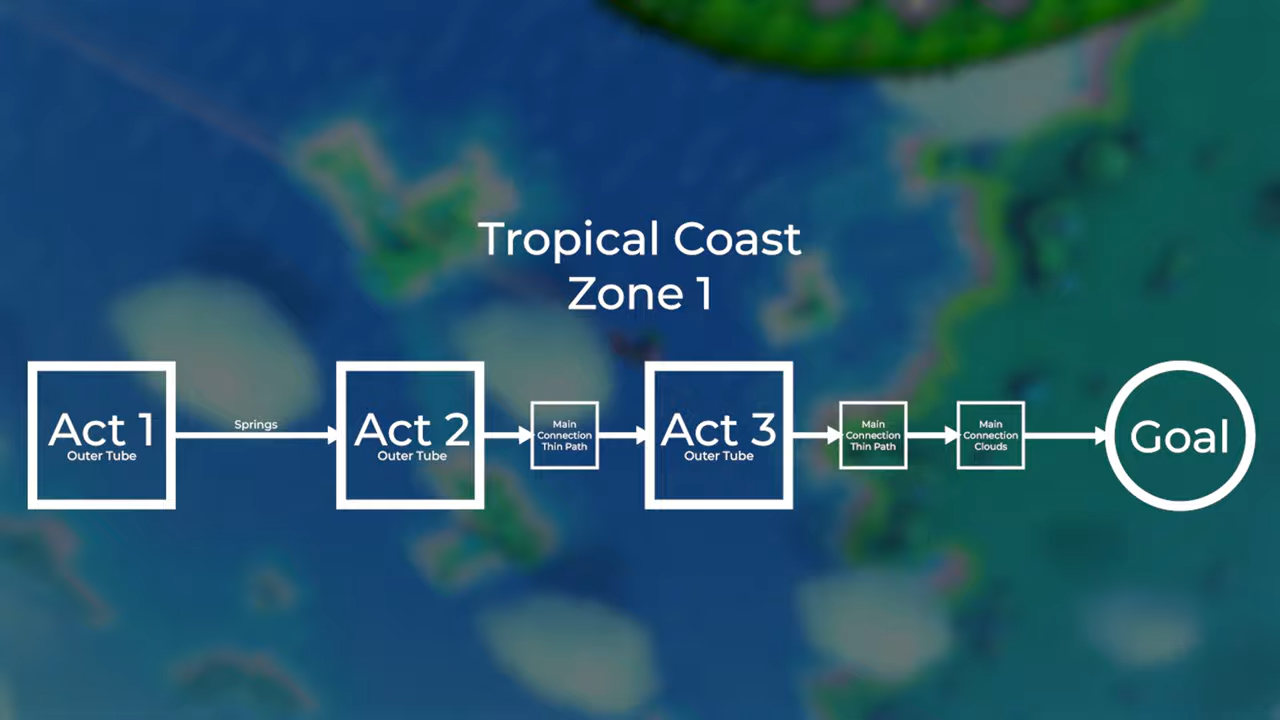 Tropical Coast
Zone 1
Act 1
Outer Tube
Springs
Act 2
Outer Tube
Main
Connection
Thin Path
Act 3
Outer Tube
Main
Connection
Thin Path
Main
Connection
Clouds
Goal